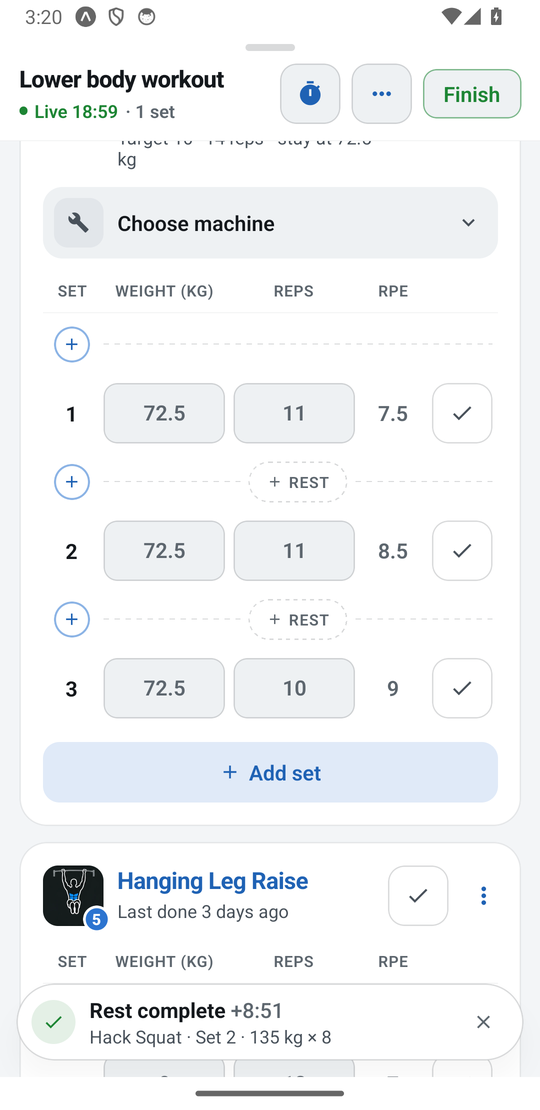 3:20
Lower body workout
Live 18:59 · 1 set
Finish
kg
Choose machine
SET WEIGHT (KG) REPS RPE
+
1 72.5 11 7.5
+ + REST
2 72.5 11 8.5
+ + REST
3 72.5 10 9
+ Add set
Hanging Leg Raise
5
Last done 3 days ago
SET WEIGHT (KG) REPS RPE
Rest complete +8:51
Hack Squat · Set 2 · 135 kg × 8